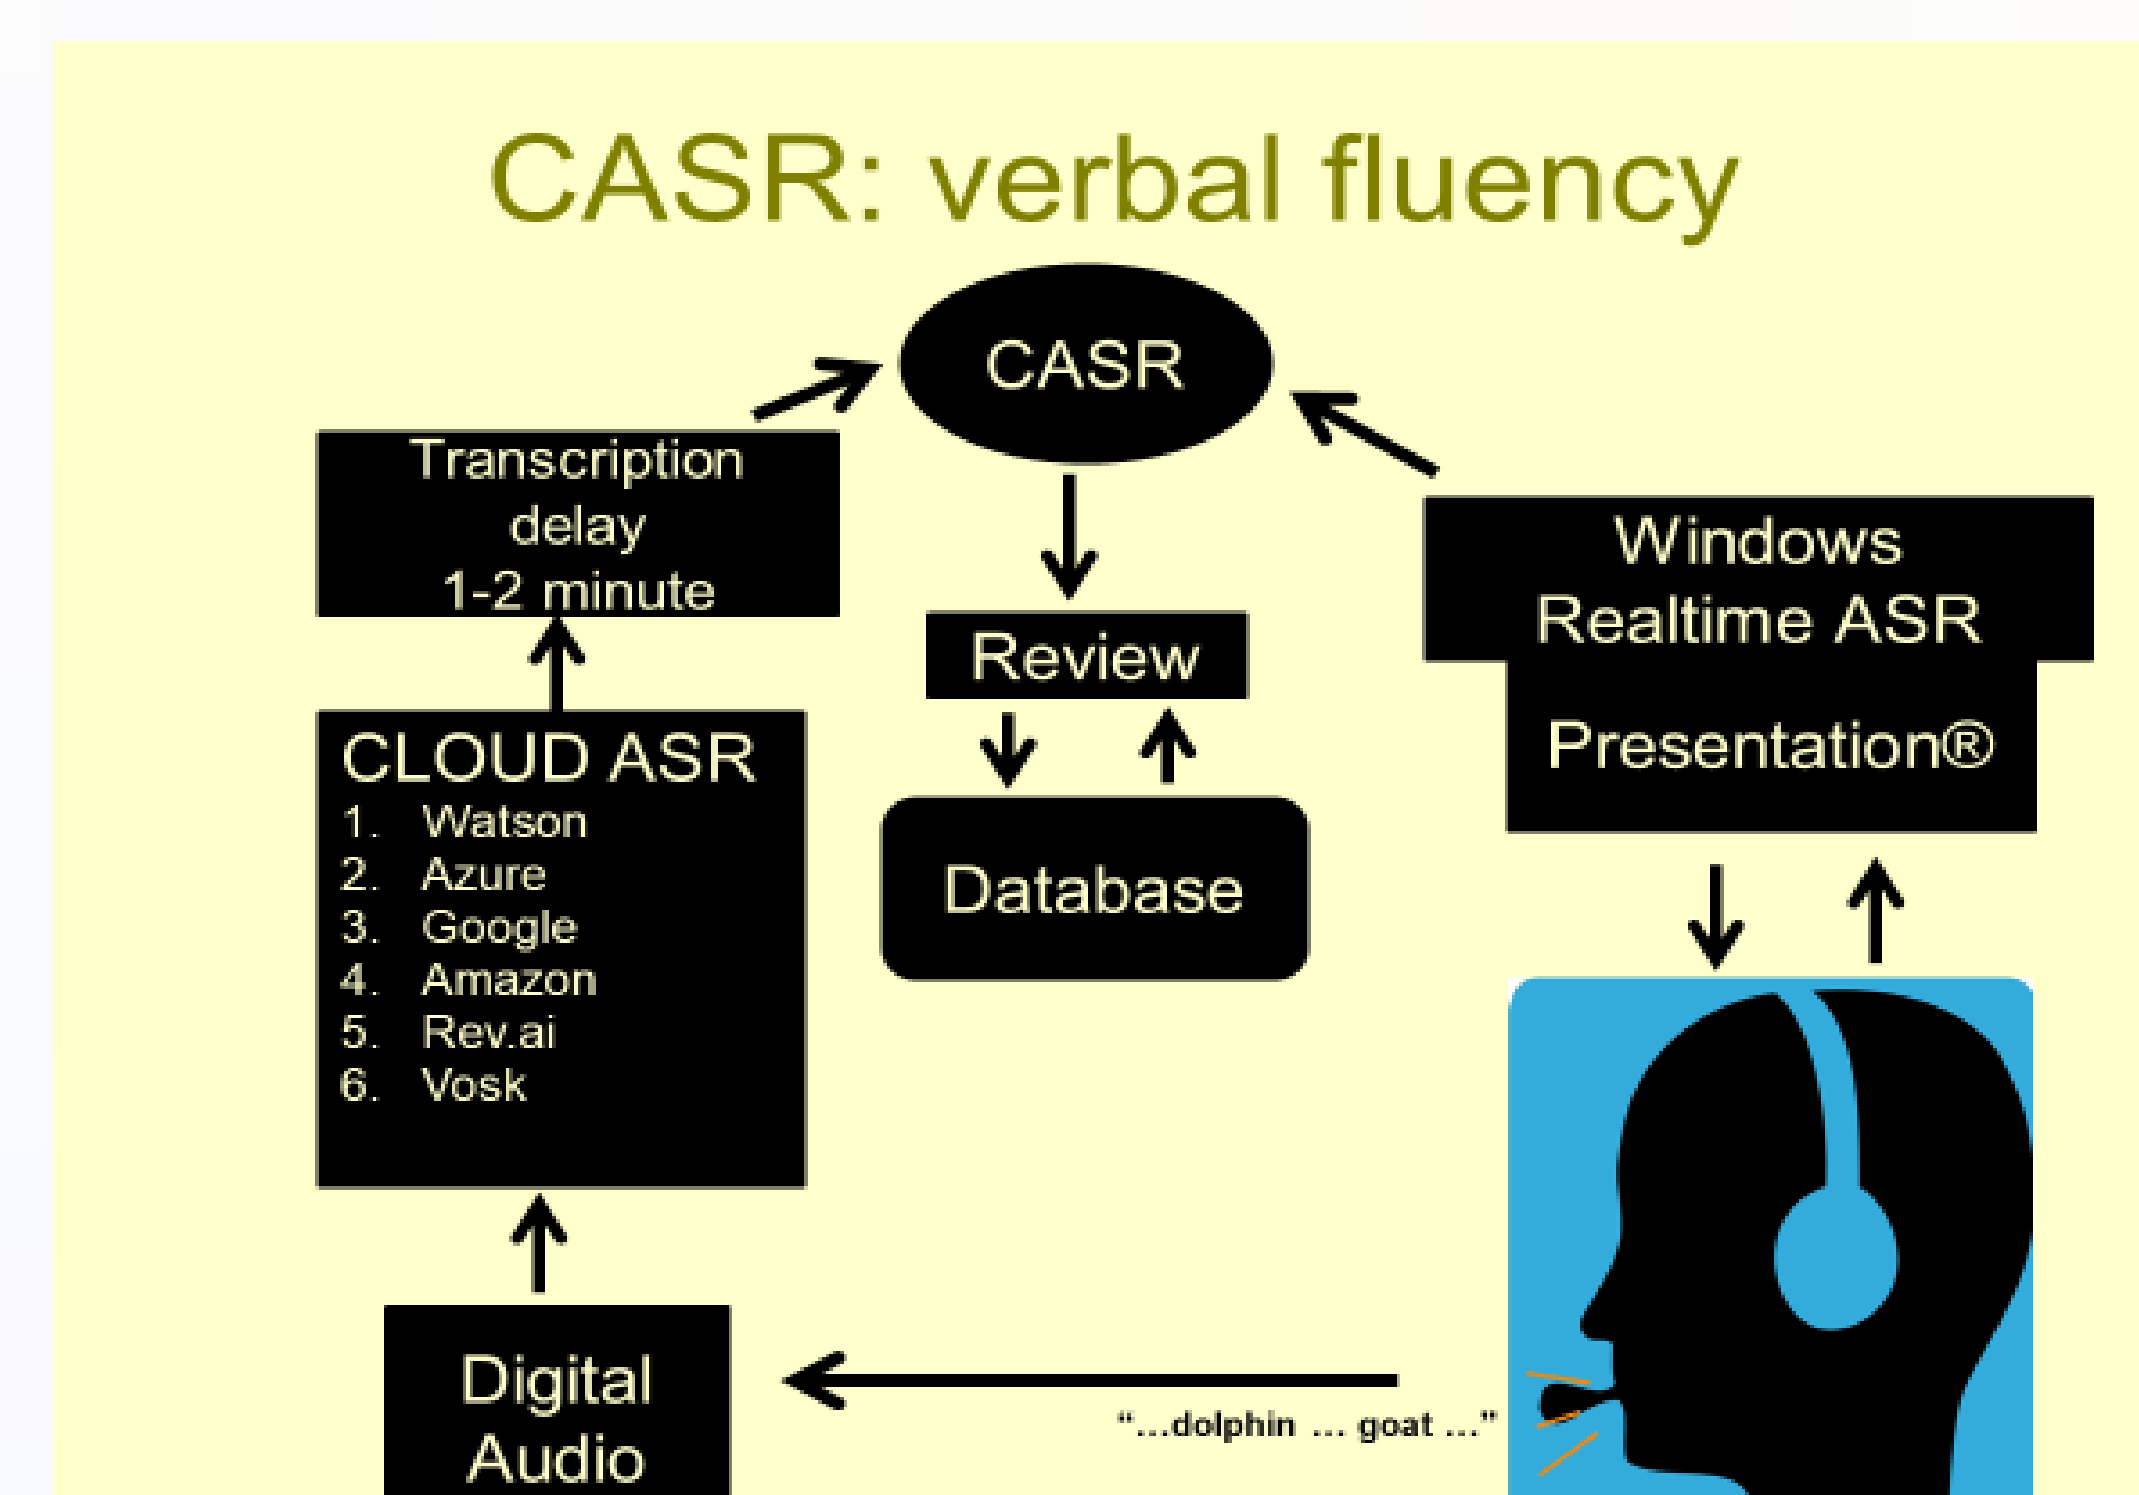 CASR: verbal fluency
CASR
Transcription
delay
1-2 minute
Windows
Realtime ASR
Review
Presentation®
CLOUD ASR
1. Watson
2. Azure
3. Google
4. Amazon
5. Rev.ai
6. Vosk
Database
Digital
Audio
“...dolphin ... goat ...”